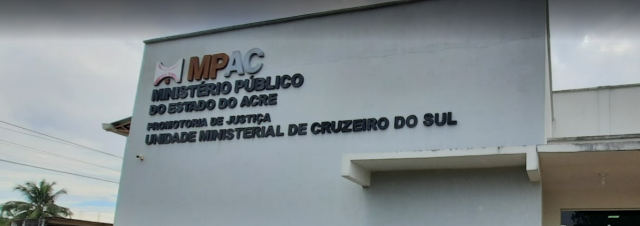 MPAC
MINISTÉRIO PÚBLICO
DO ESTADO DO ACRE
PROMOTORIA DE JUSTIÇA
UNIDADE MINISTERIAL DE CRUZEIRO DO SUL